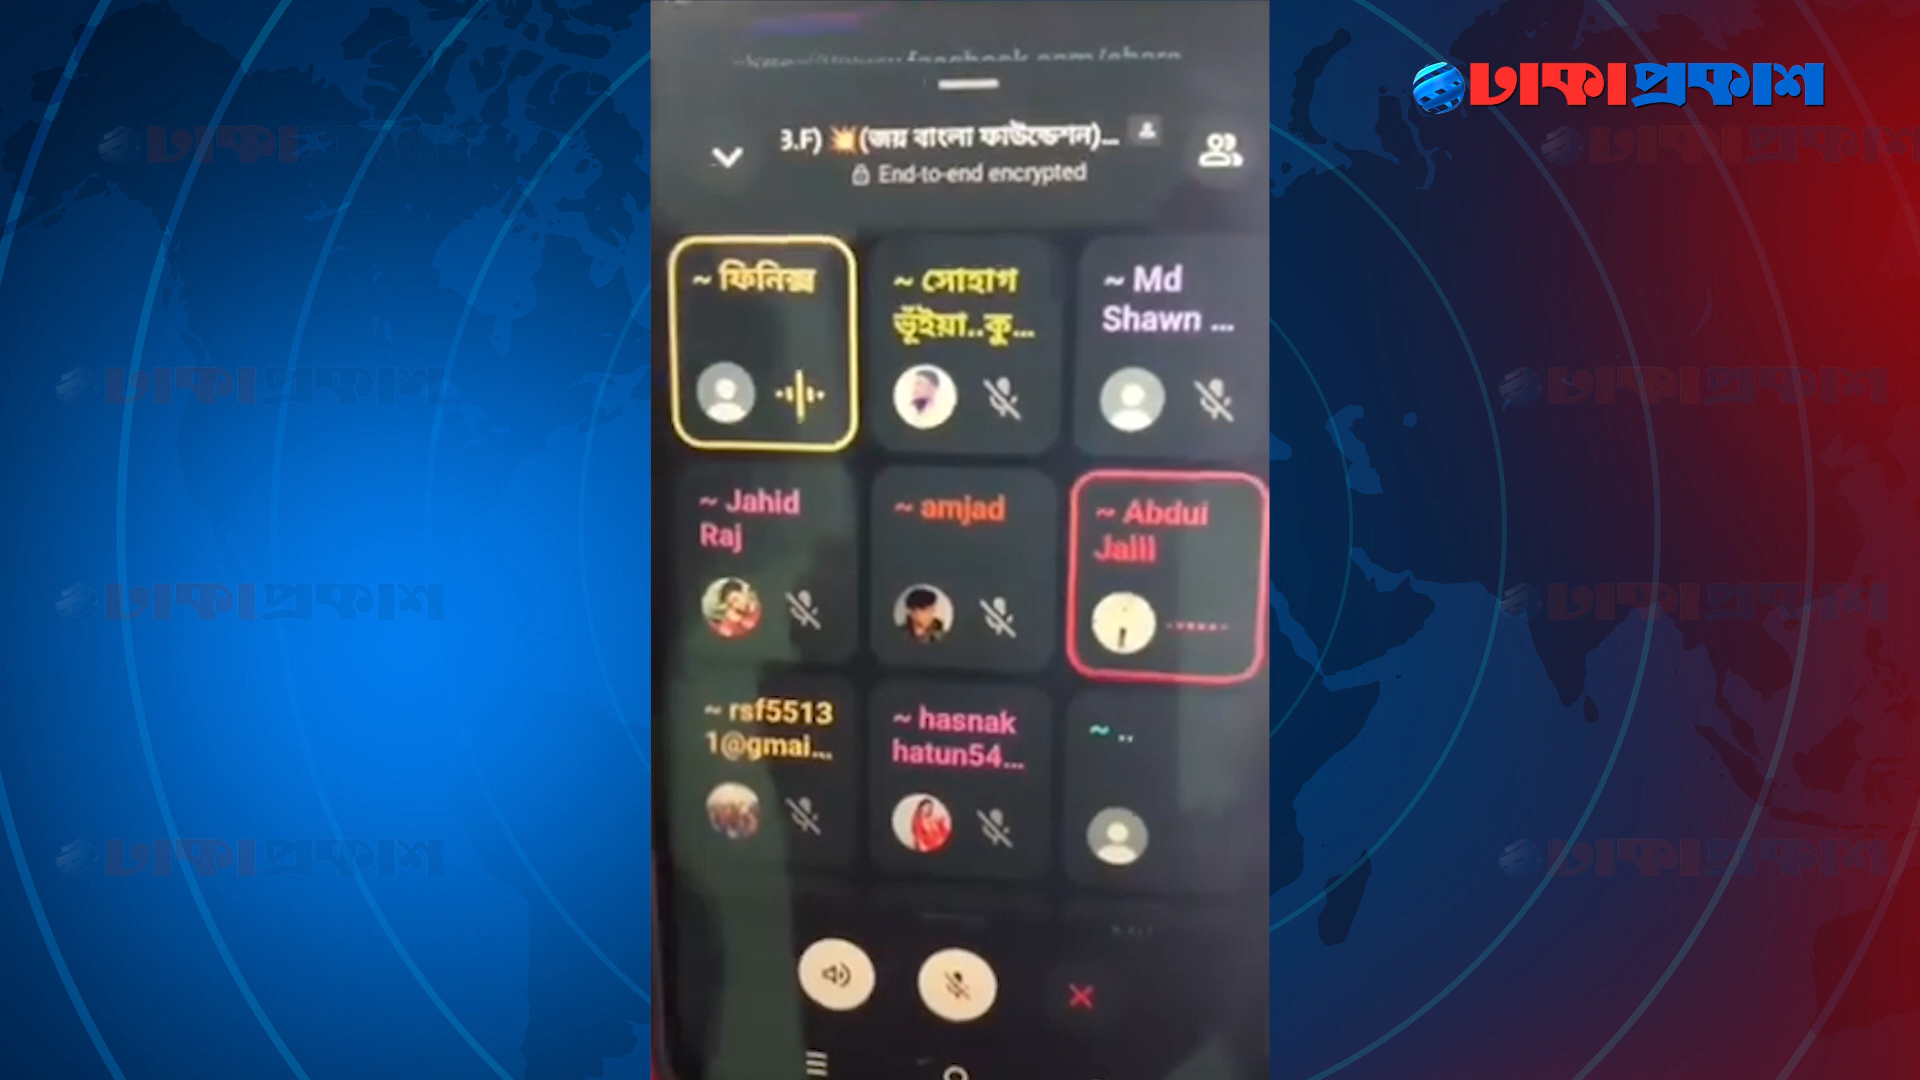 ঢাকাপ্রকাশ
B.F) 💥(জয় বাংলা ফাউন্ডেশন)...
End-to-end encrypted
~ ফিনিক্স
~ সোহাগ
ভূঁইয়া..কু...
~ Md
Shawn ...
~ Jahid
Raj
~ amjad
~ Abdul
Jalil
~ rsf5513
1@gmai...
~ hasnak
hatun54...
~ ..